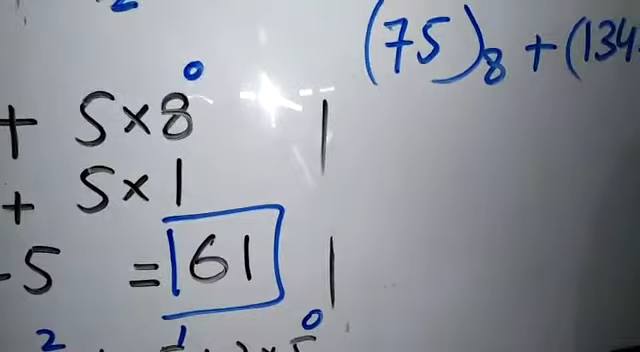 (75)₈ + (134
+ 5×8⁰
+ 5×1
-5 = 61